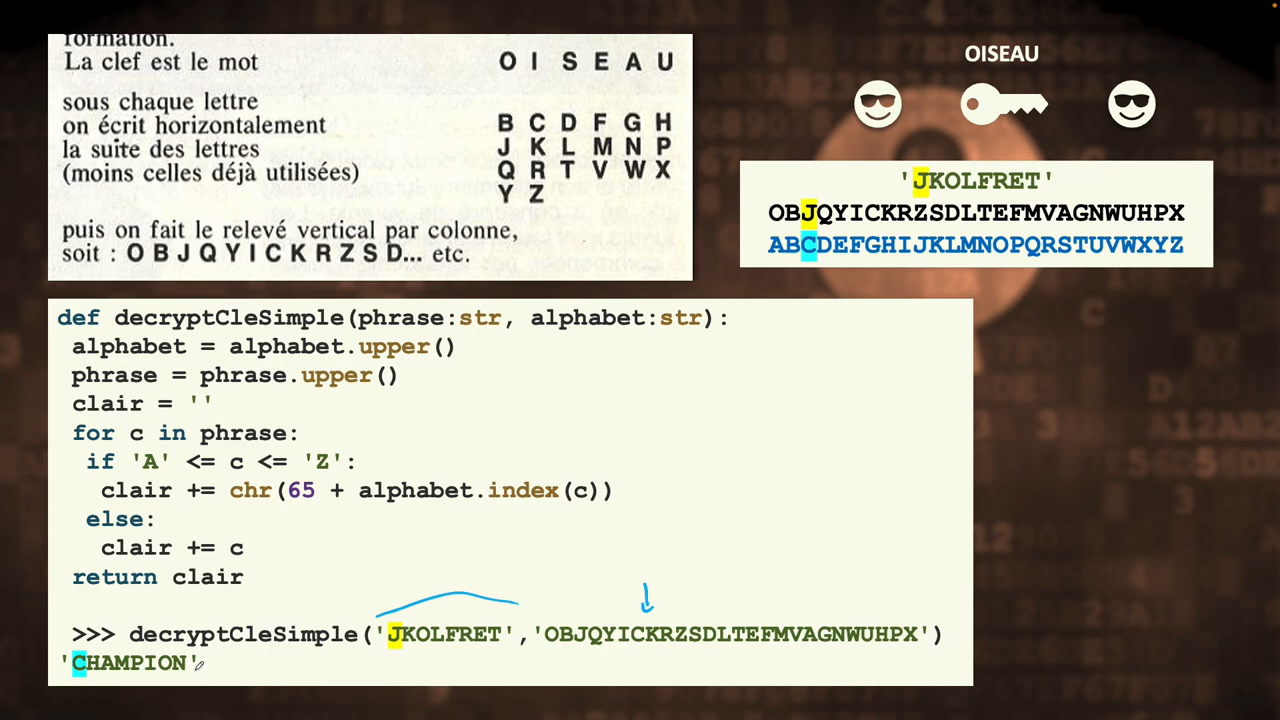 formation.
La clef est le mot O I S E A U
sous chaque lettre
on écrit horizontalement B C D F G H
la suite des lettres J K L M N P
(moins celles déjà utilisées) Q R T V W X
Y Z
puis on fait le relevé vertical par colonne,
soit : O B J Q Y I C K R Z S D... etc.
OISEAU
'JKOLFRET'
OBJQYICKRZSDLTEFMVAGNWUHPX
ABCDEFGHIJKLMNOPQRSTUVWXYZ
def decryptCleSimple(phrase:str, alphabet:str):
alphabet = alphabet.upper()
phrase = phrase.upper()
clair = ''
for c in phrase:
if 'A' <= c <= 'Z':
clair += chr(65 + alphabet.index(c))
else:
clair += c
return clair
>>> decryptCleSimple('JKOLFRET','OBJQYICKRZSDLTEFMVAGNWUHPX')
'CHAMPION'